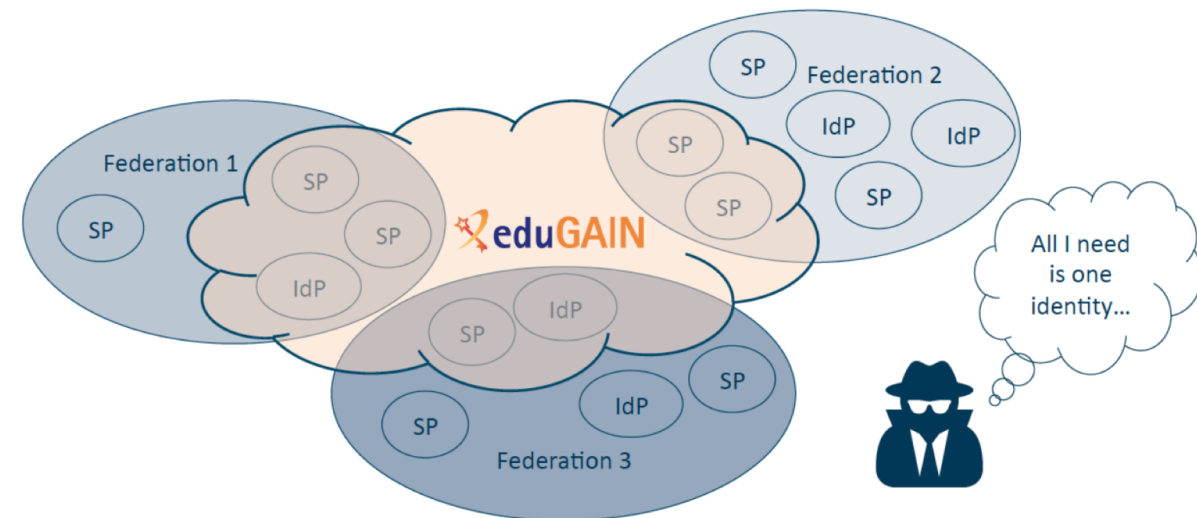 Federation 1
SP
SP
SP
IdP
eduGAIN
SP
Federation 2
IdP
IdP
SP
SP
SP
SP
IdP
SP
IdP
SP
Federation 3
All I need
is one
identity...